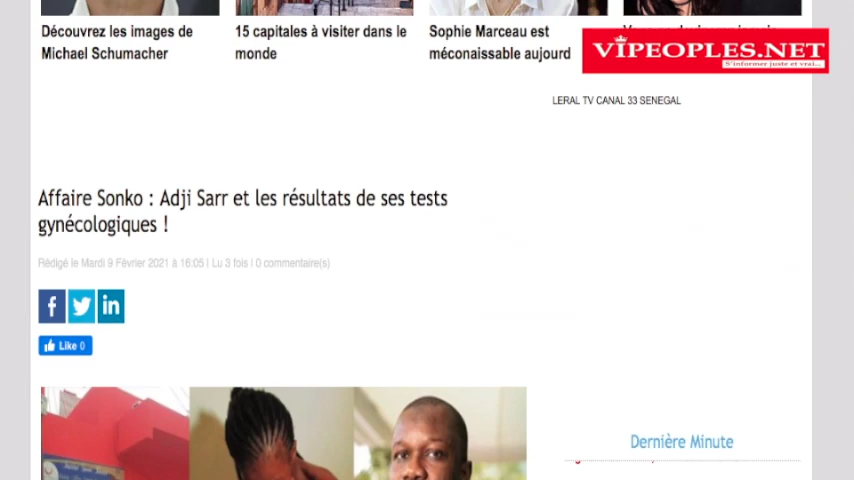 Découvrez les images de
Michael Schumacher
15 capitales à visiter dans le
monde
Sophie Marceau est
méconaissable aujourd
VIPEOPLES.NET
S'informer juste et vrai...
LERAL TV CANAL 33 SENEGAL
Affaire Sonko : Adji Sarr et les résultats de ses tests
gynécologiques !
Rédigé le Mardi 9 Février 2021 à 16:05 | Lu 3 fois | 0 commentaire(s)
Like 0
Dernière Minute